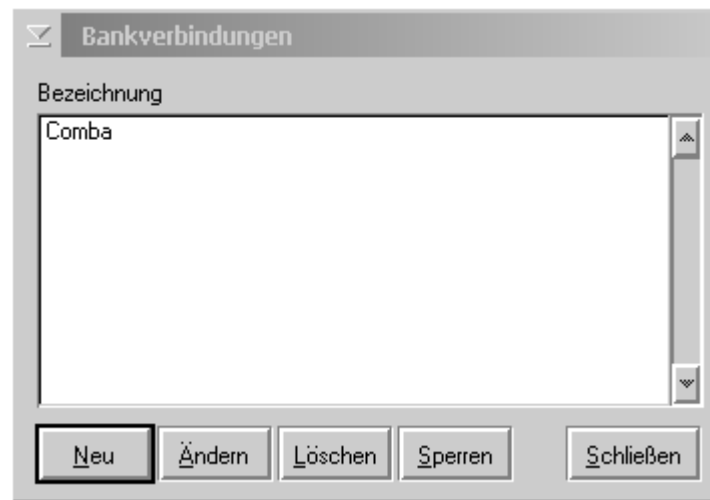 Bankverbindungen
Bezeichnung
Comba
Neu Ändern Löschen Sperren Schließen